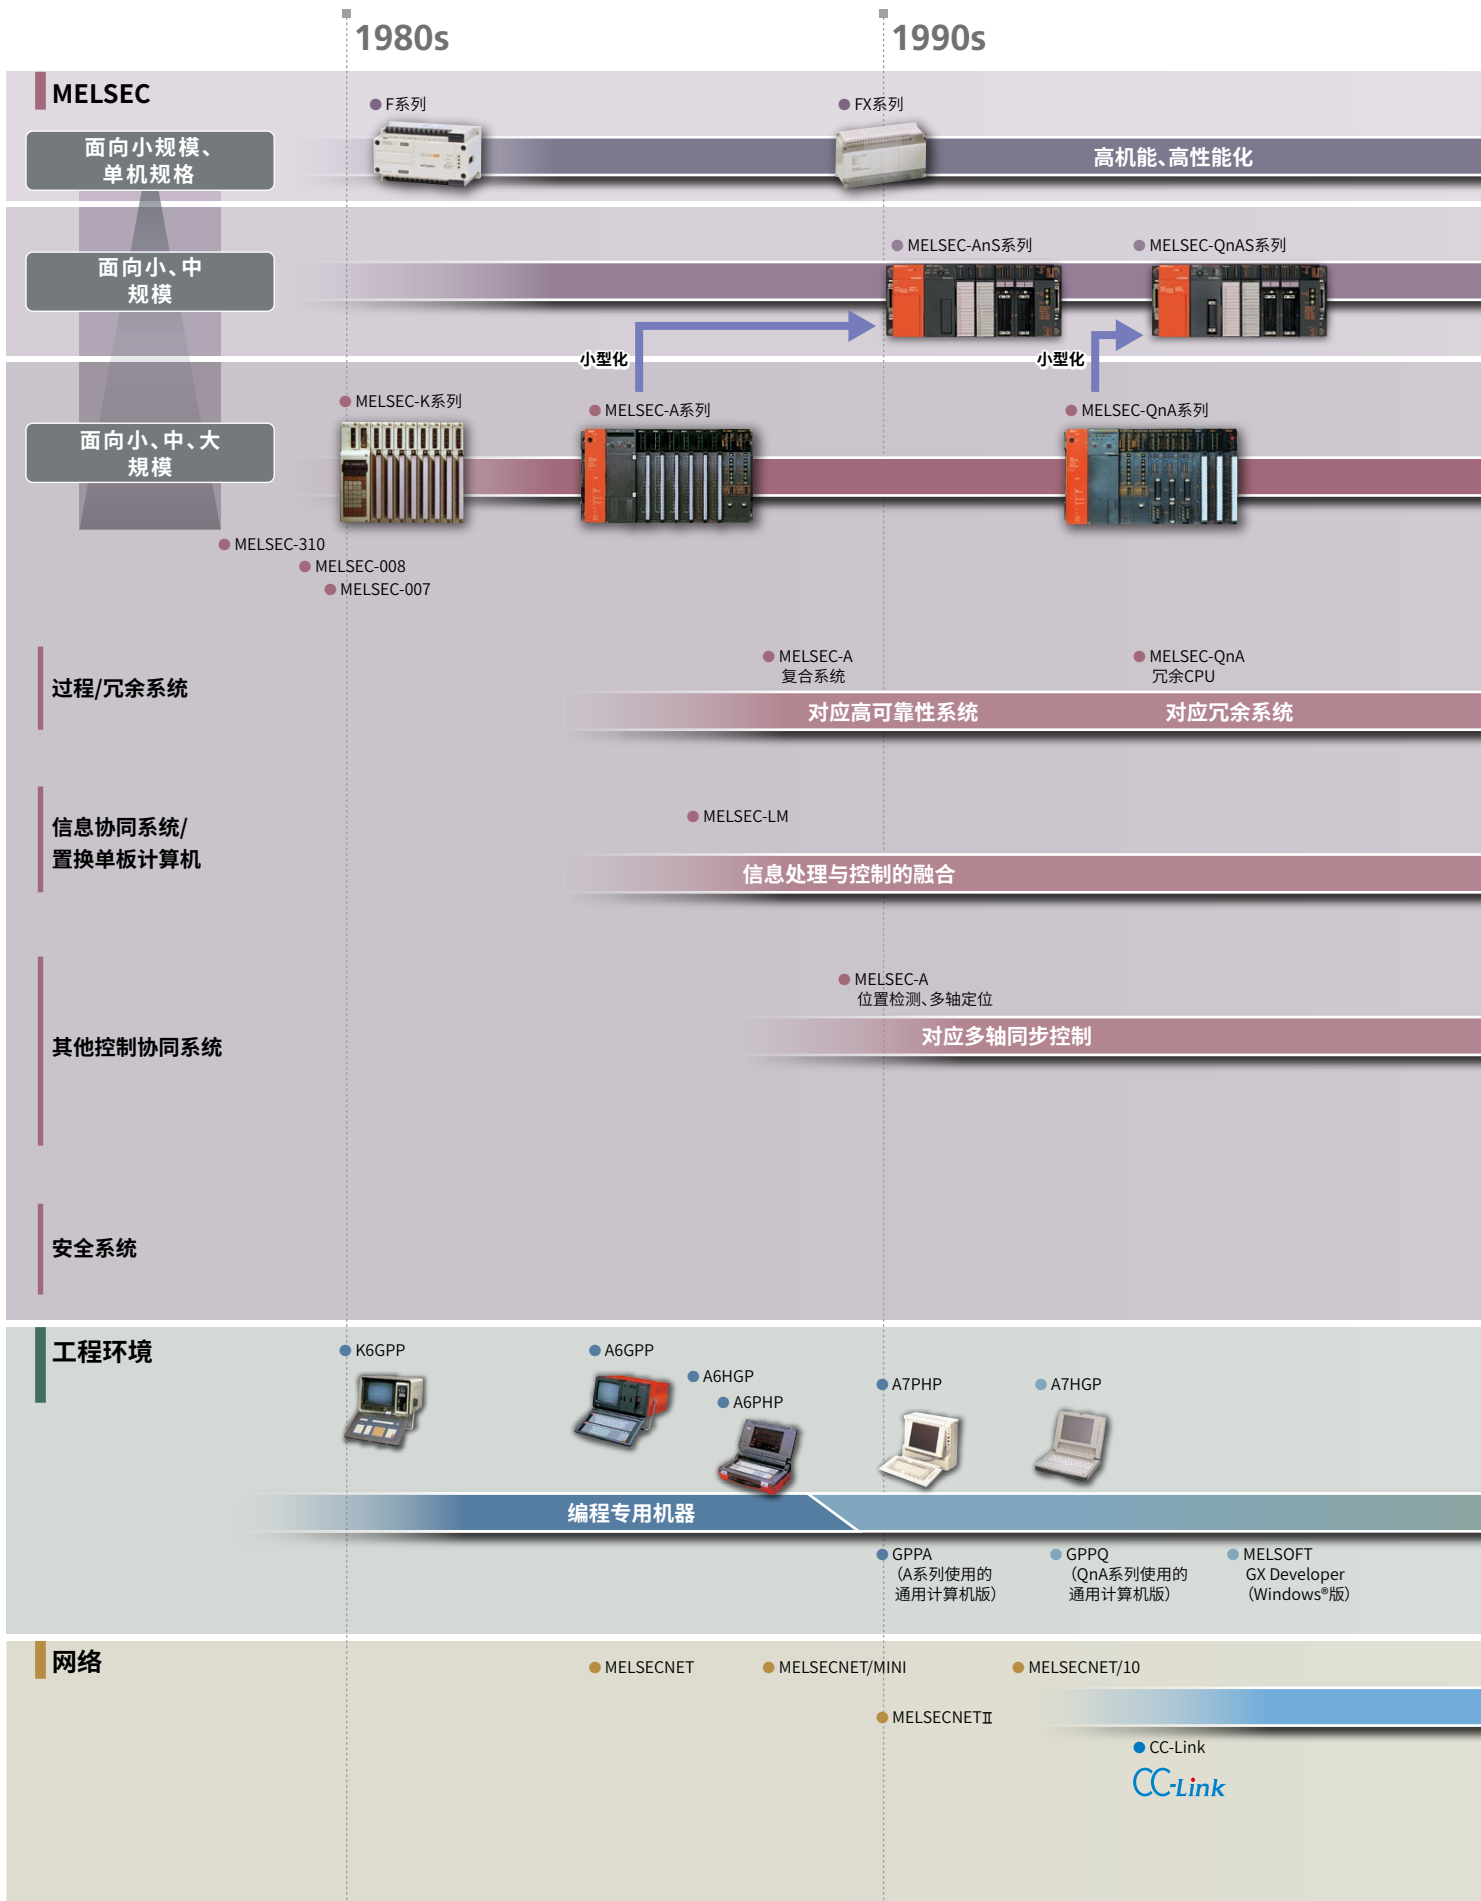 1980s
1990s
MELSEC
F系列
FX系列
面向小规模、
单机规格
高机能、高性能化
MELSEC-AnS系列
MELSEC-QnAS系列
面向小、中
规模
小型化
小型化
MELSEC-K系列
MELSEC-A系列
MELSEC-QnA系列
面向小、中、大
規模
MELSEC-310
MELSEC-008
MELSEC-007
过程/冗余系统
MELSEC-A
复合系统
MELSEC-QnA
冗余CPU
对应高可靠性系统
对应冗余系统
信息协同系统/
置换单板计算机
MELSEC-LM
信息处理与控制的融合
其他控制协同系统
MELSEC-A
位置检测、多轴定位
对应多轴同步控制
安全系统
工程环境
K6GPP
A6GPP
A6HGP
A6PHP
A7PHP
A7HGP
编程专用机器
GPPA
（A系列使用的
通用计算机版）
GPPQ
（QnA系列使用的
通用计算机版）
MELSOFT
GX Developer
（Windows®版）
网络
MELSECNET
MELSECNET/MINI
MELSECNET/10
MELSECNETⅡ
CC-Link
CC-Link